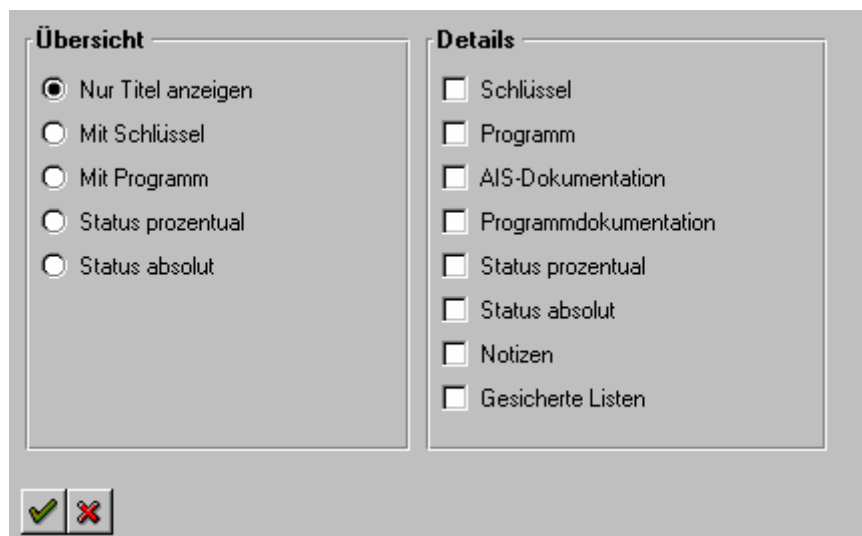 Übersicht
Nur Titel anzeigen
Mit Schlüssel
Mit Programm
Status prozentual
Status absolut
Details
Schlüssel
Programm
AIS-Dokumentation
Programmdokumentation
Status prozentual
Status absolut
Notizen
Gesicherte Listen